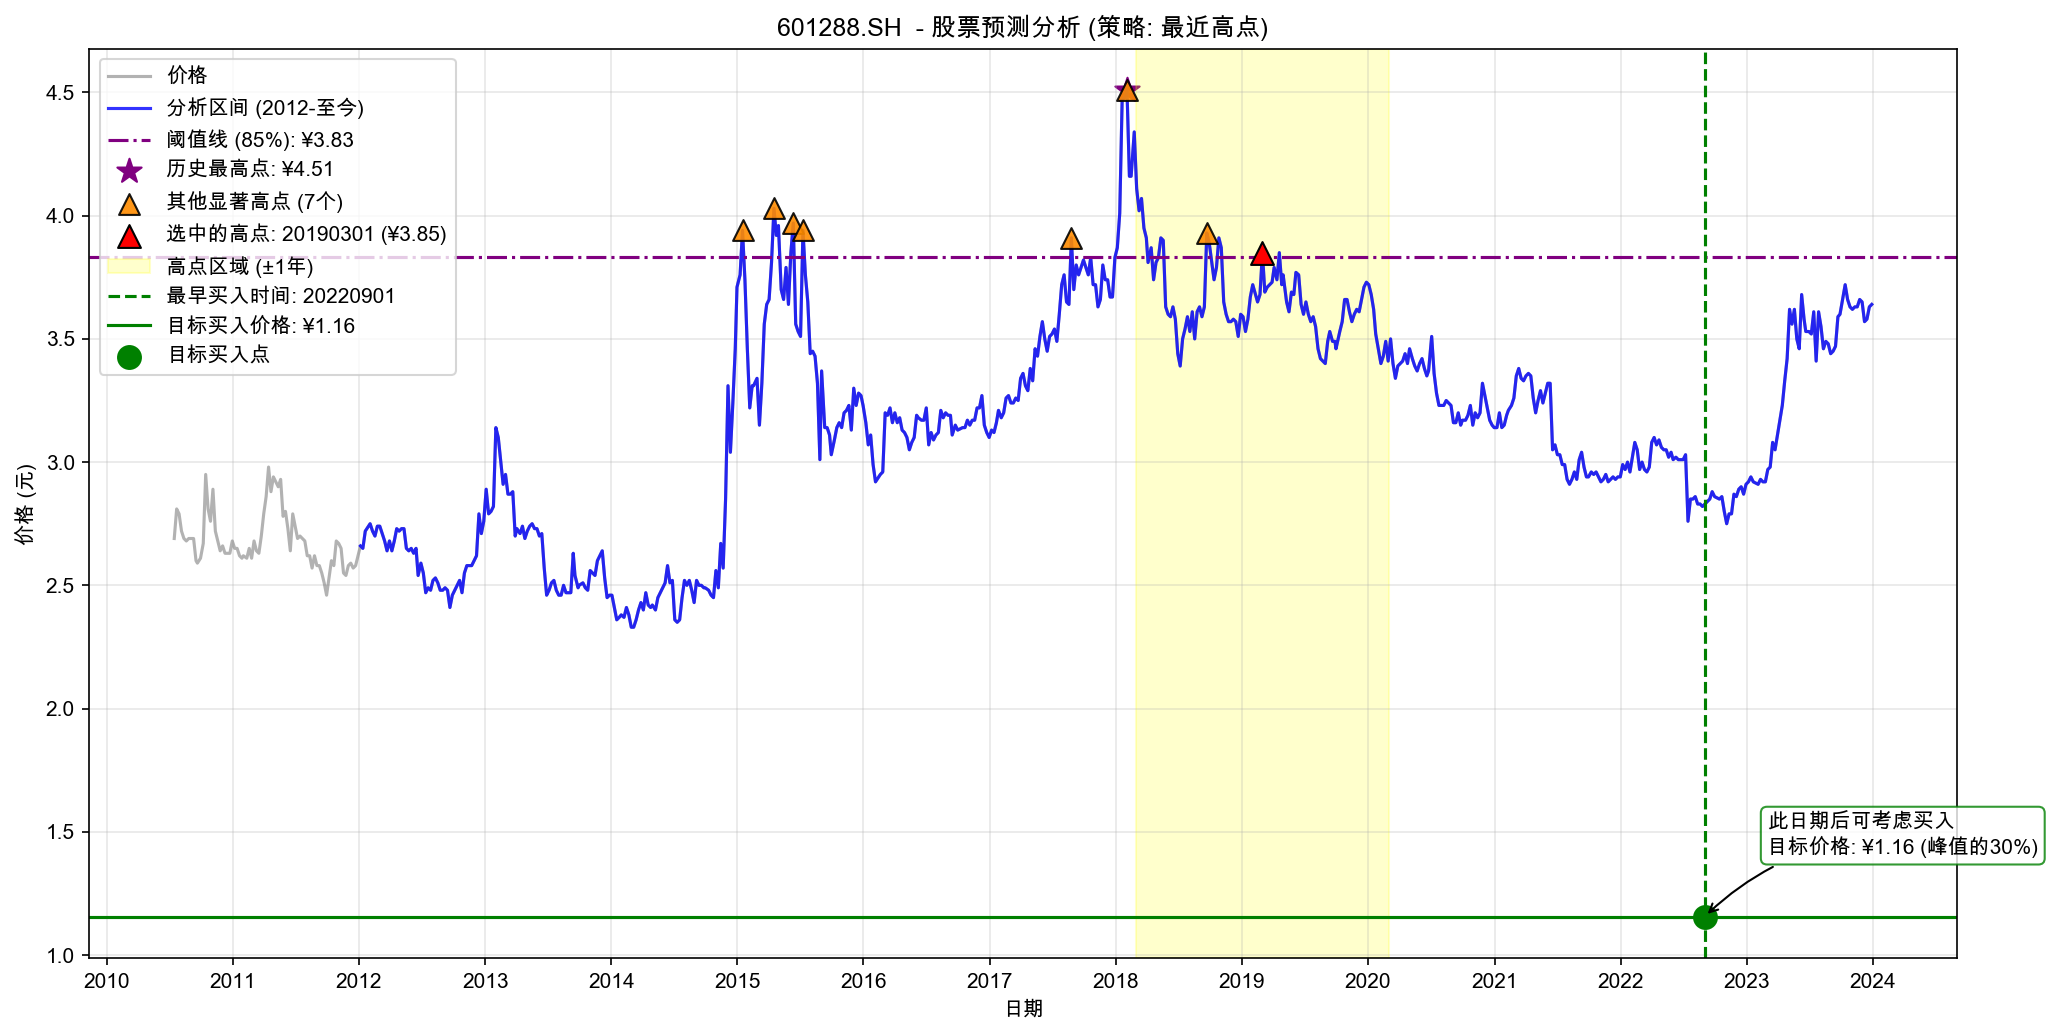 601288.SH - 股票预测分析 (策略: 最近高点)
价格
分析区间 (2012-至今)
阈值线 (85%): ¥3.83
历史最高点: ¥4.51
其他显著高点 (7个)
选中的高点: 20190301 (¥3.85)
高点区域 (±1年)
最早买入时间: 20220901
目标买入价格: ¥1.16
目标买入点
价格 (元)
4.5
4.0
3.5
3.0
2.5
2.0
1.5
1.0
此日期后可考虑买入
目标价格: ¥1.16 (峰值的30%)
2010 2011 2012 2013 2014 2015 2016 2017 2018 2019 2020 2021 2022 2023 2024
日期